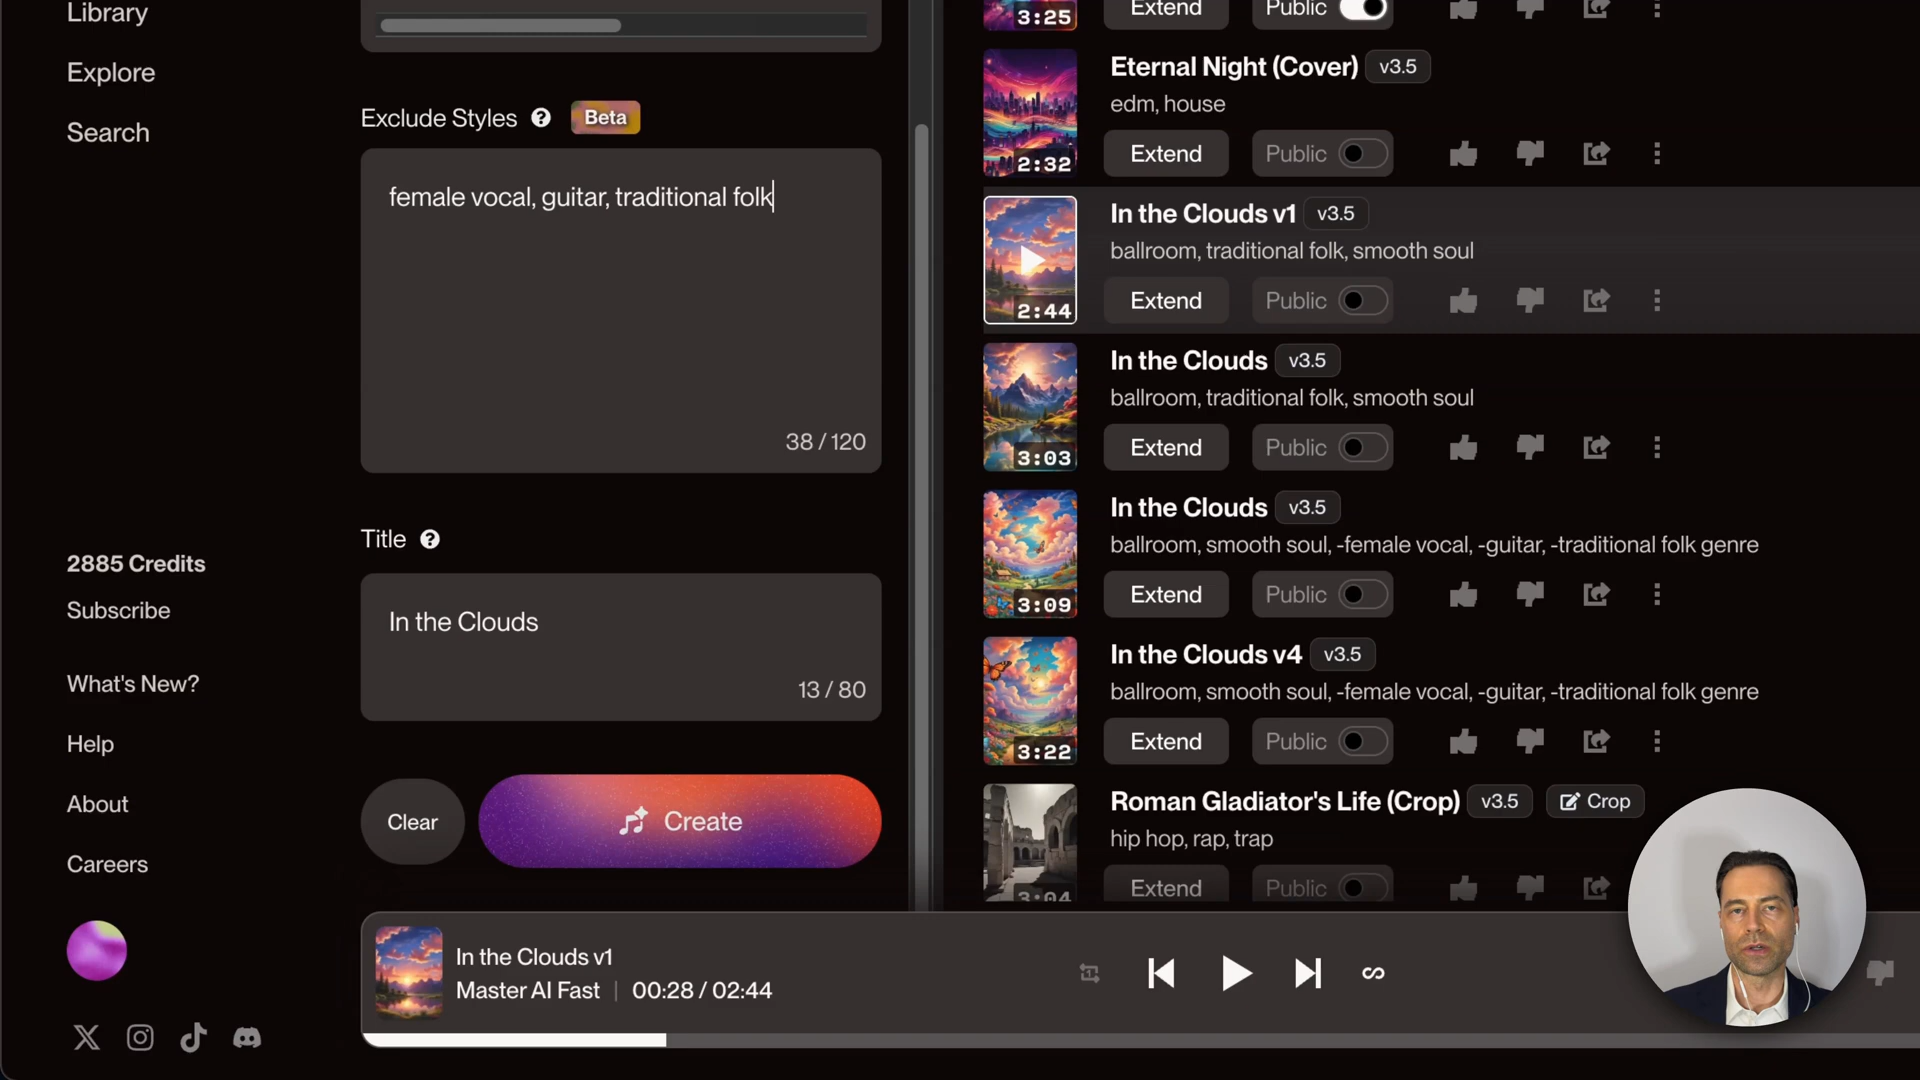 Library
Explore
Search
2885 Credits
Subscribe
What's New?
Help
About
Careers
Exclude Styles ? Beta
female vocal, guitar, traditional folk
38 / 120
Title ?
In the Clouds
13 / 80
Clear
Create
3:25
Extend Public
Eternal Night (Cover) v3.5
edm, house
2:32
Extend Public
In the Clouds v1 v3.5
ballroom, traditional folk, smooth soul
2:44
Extend Public
In the Clouds v3.5
ballroom, traditional folk, smooth soul
3:03
Extend Public
In the Clouds v3.5
ballroom, smooth soul, -female vocal, -guitar, -traditional folk genre
3:09
Extend Public
In the Clouds v4 v3.5
ballroom, smooth soul, -female vocal, -guitar, -traditional folk genre
3:22
Extend Public
Roman Gladiator's Life (Crop) v3.5 Crop
hip hop, rap, trap
3:04
Extend Public
In the Clouds v1
Master AI Fast | 00:28 / 02:44